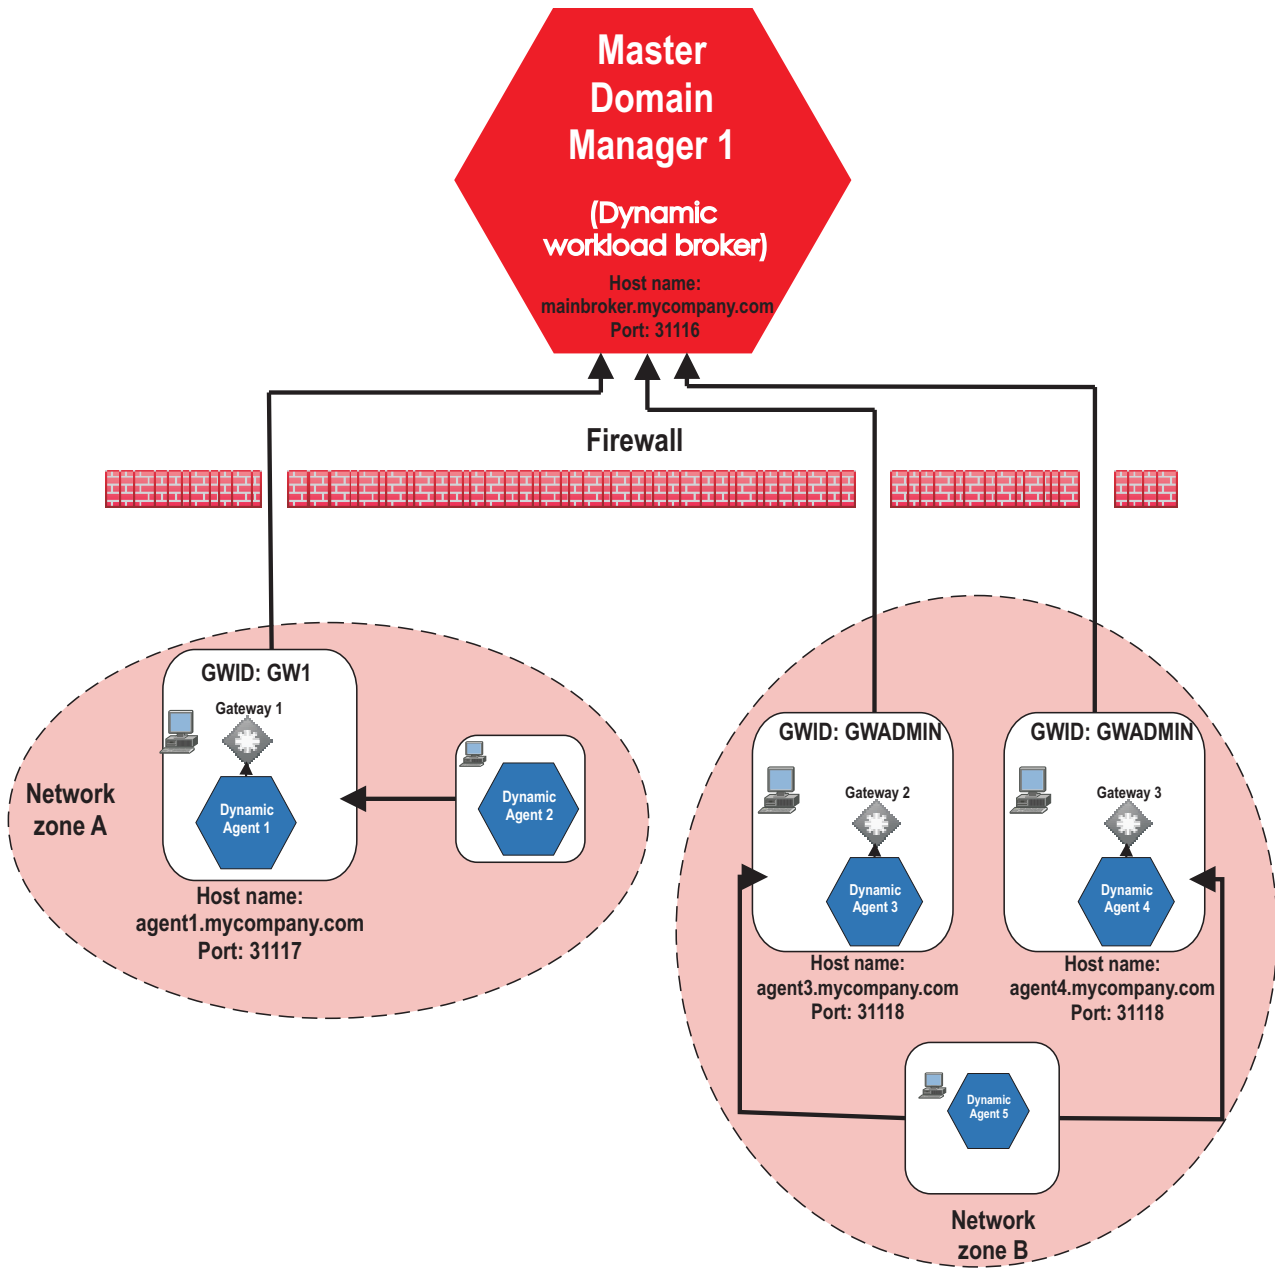 Master
Domain
Manager 1
(Dynamic
workload broker)
Host name:
mainbroker.mycompany.com
Port: 31116
Firewall
Network
zone A
GWID: GW1
Gateway 1
Dynamic
Agent 1
Dynamic
Agent 2
Host name:
agent1.mycompany.com
Port: 31117
GWID: GWADMIN
Gateway 2
Dynamic
Agent 3
Host name:
agent3.mycompany.com
Port: 31118
GWID: GWADMIN
Gateway 3
Dynamic
Agent 4
Host name:
agent4.mycompany.com
Port: 31118
Dynamic
Agent 5
Network
zone B